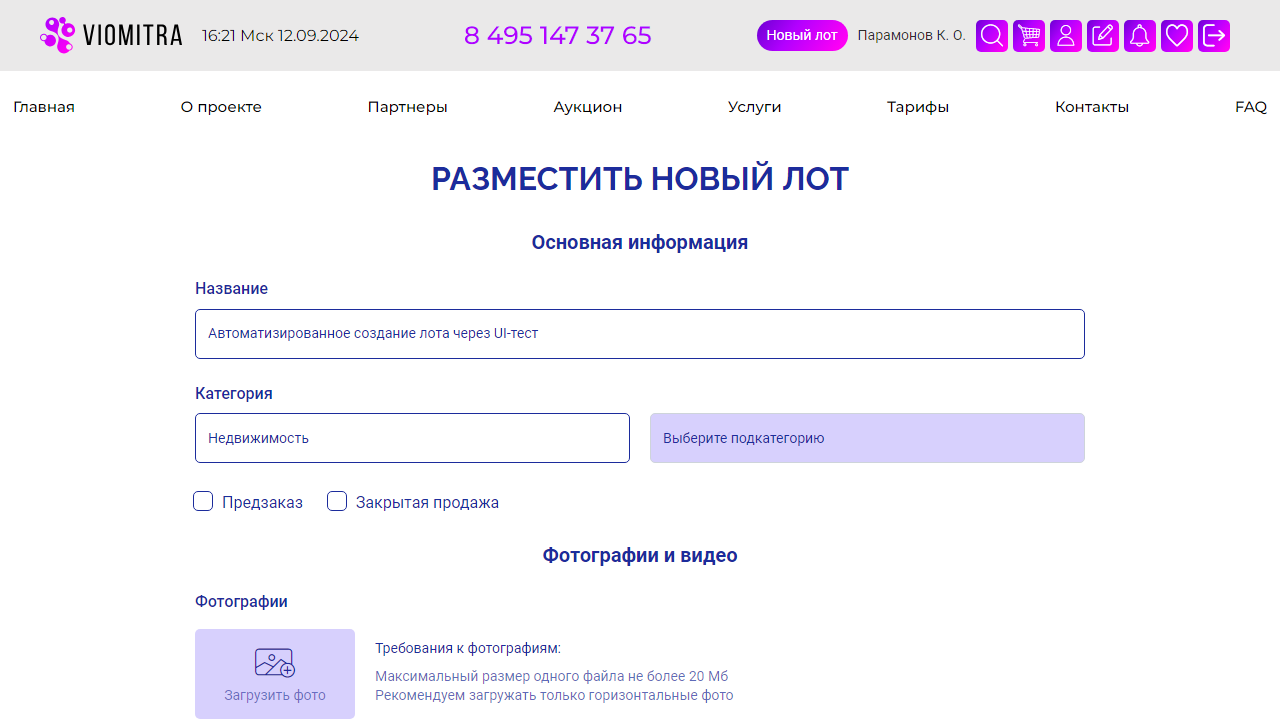 VIOMITRA 16:21 Мск 12.09.2024 8 495 147 37 65 Новый лот Парамонов К. О.
Главная О проекте Партнеры Аукцион Услуги Тарифы Контакты FAQ
РАЗМЕСТИТЬ НОВЫЙ ЛОТ
Основная информация
Название
Автоматизированное создание лота через UI-тест
Категория
Недвижимость Выберите подкатегорию
Предзаказ Закрытая продажа
Фотографии и видео
Фотографии
Требования к фотографиям:
Максимальный размер одного файла не более 20 Мб
Загрузить фото Рекомендуем загружать только горизонтальные фото